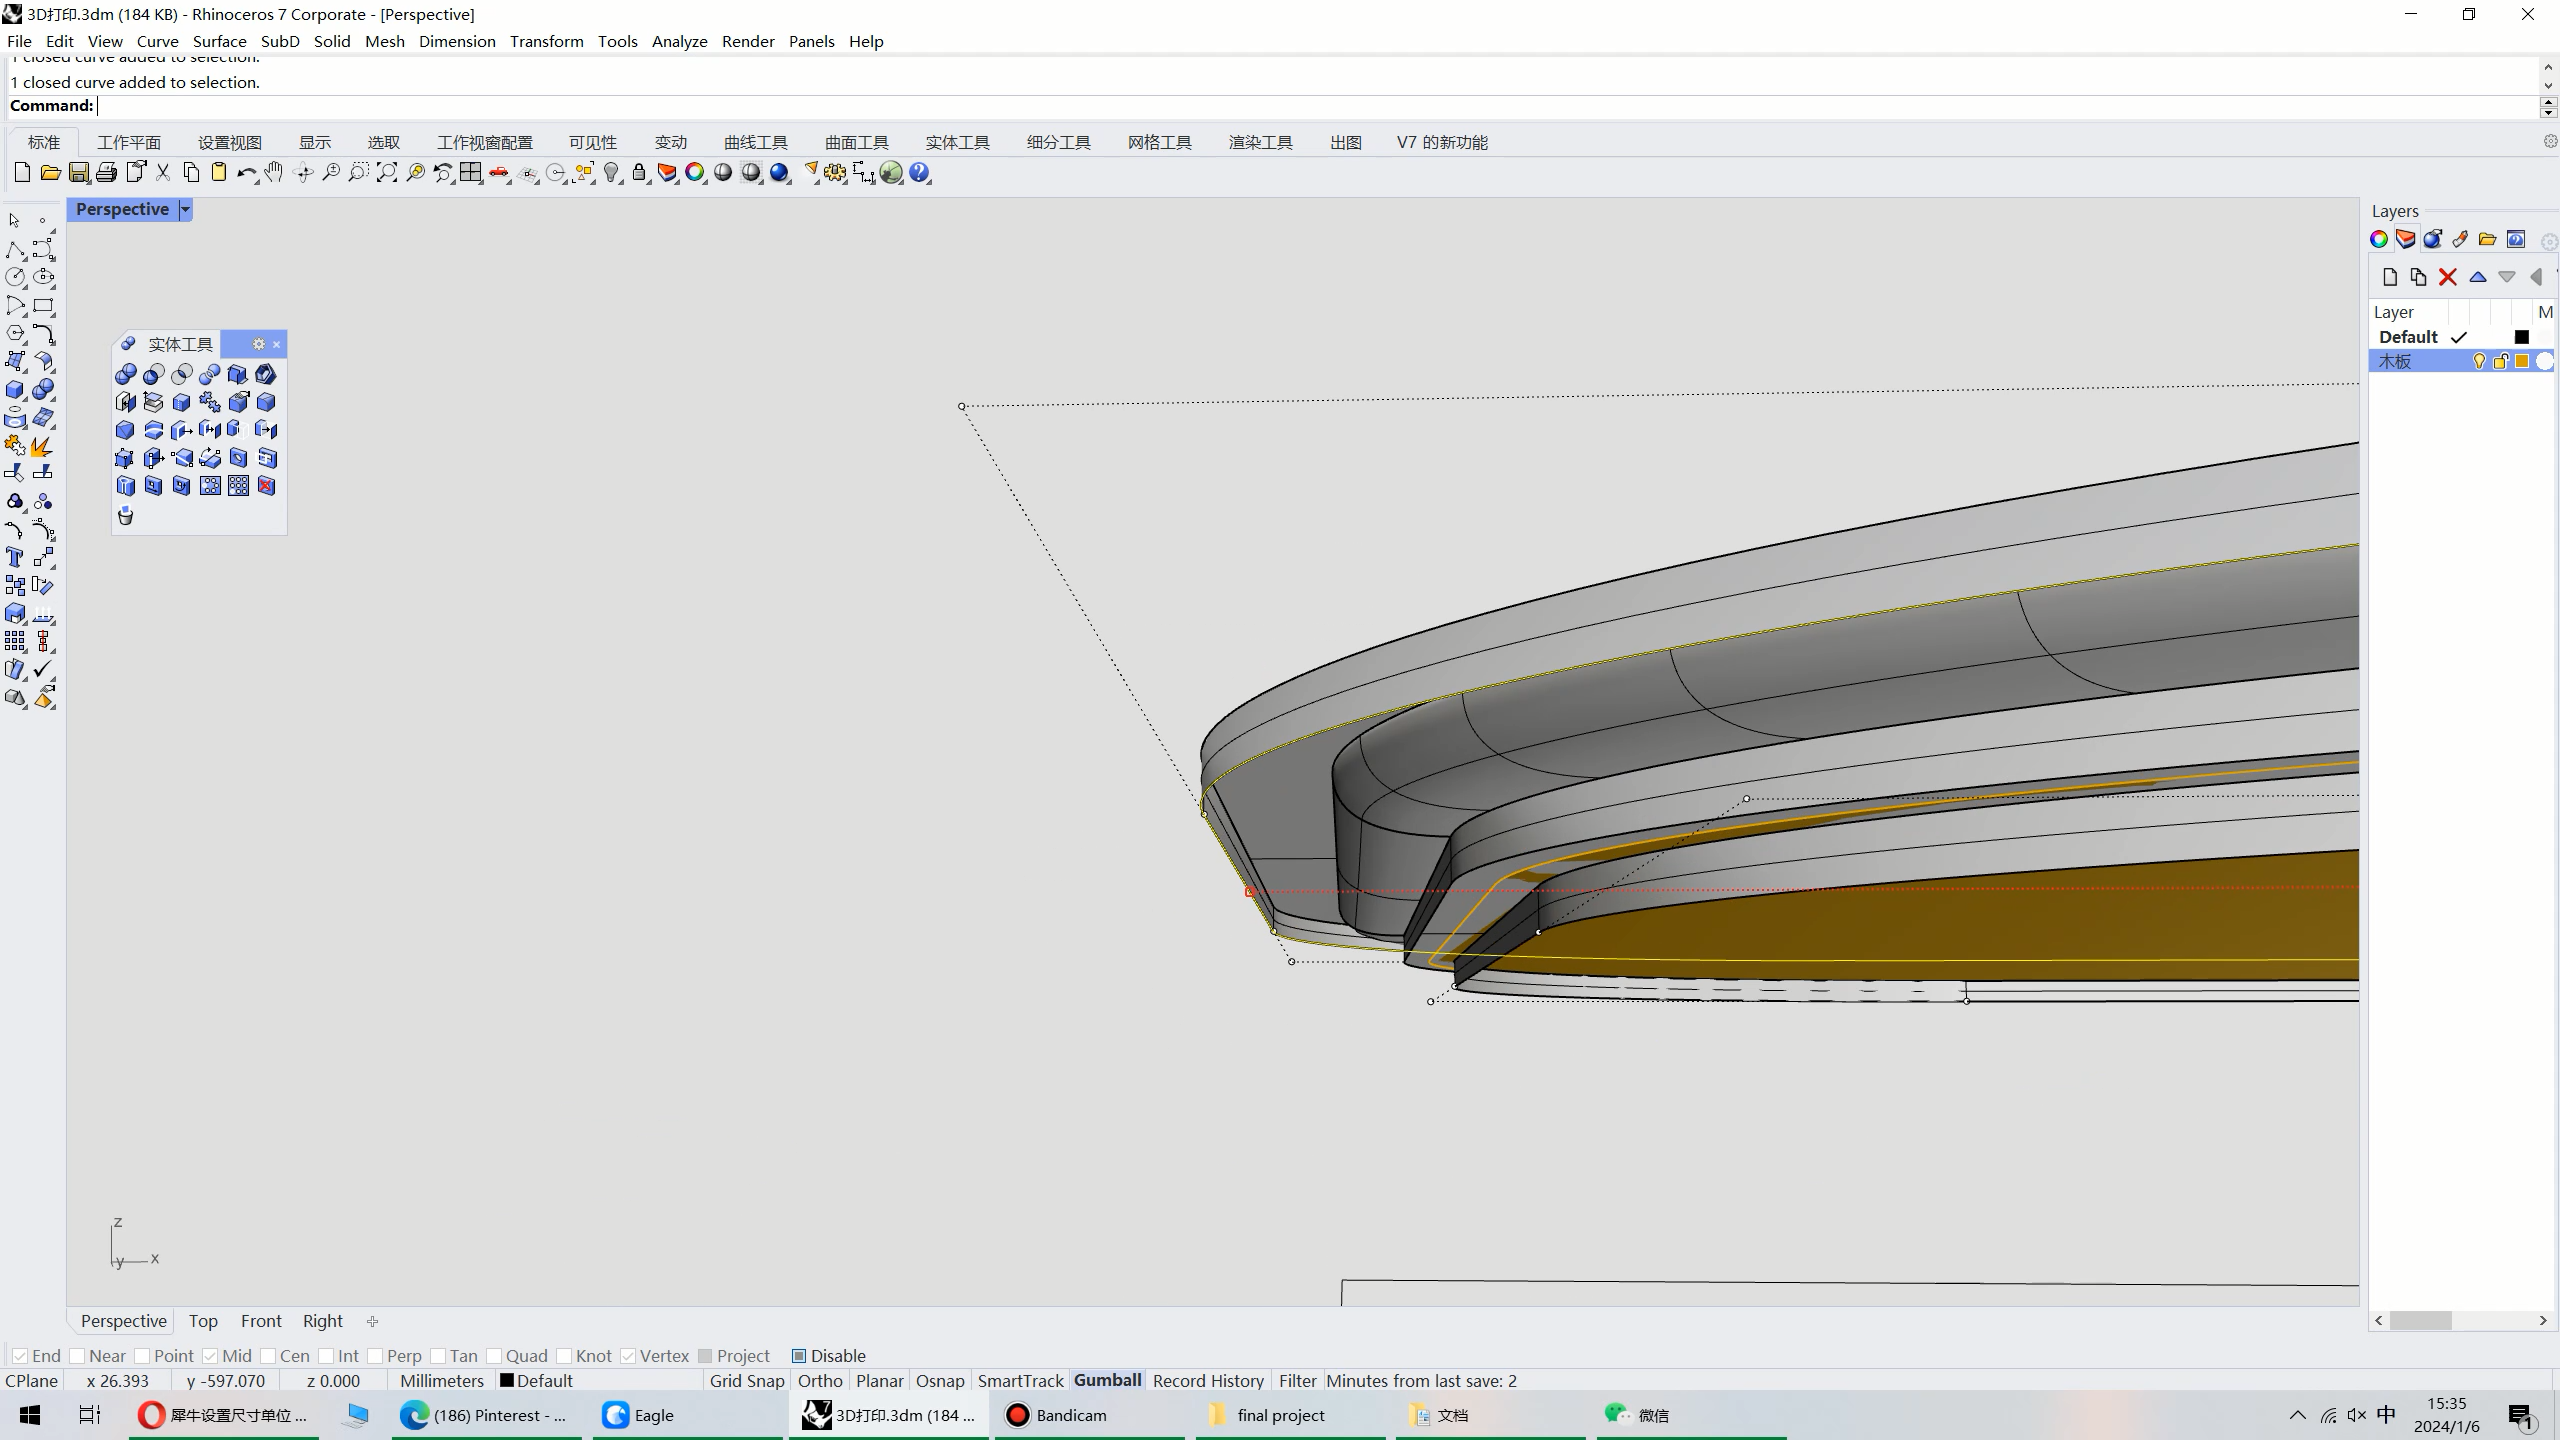 3D打印.3dm (184 KB) - Rhinoceros 7 Corporate - [Perspective]
File Edit View Curve Surface SubD Solid Mesh Dimension Transform Tools Analyze Render Panels Help
1 closed curve added to selection.
1 closed curve added to selection.
Command:
标准 工作平面 设置视图 显示 选取 工作视窗配置 可见性 变动 曲线工具 曲面工具 实体工具 细分工具 网格工具 渲染工具 出图 V7 的新功能
Perspective
Layers
实体工具
Layer M
Default
木板
z
y x
Perspective Top Front Right
End Near Point Mid Cen Int Perp Tan Quad Knot Vertex Project Disable
CPlane x 26.393 y -597.070 z 0.000 Millimeters Default Grid Snap Ortho Planar Osnap SmartTrack Gumball Record History Filter Minutes from last save: 2
犀牛设置尺寸单位 ... (186) Pinterest - ... Eagle 3D打印.3dm (184 ... Bandicam final project 文档 微信 中 15:35
2024/1/6 1